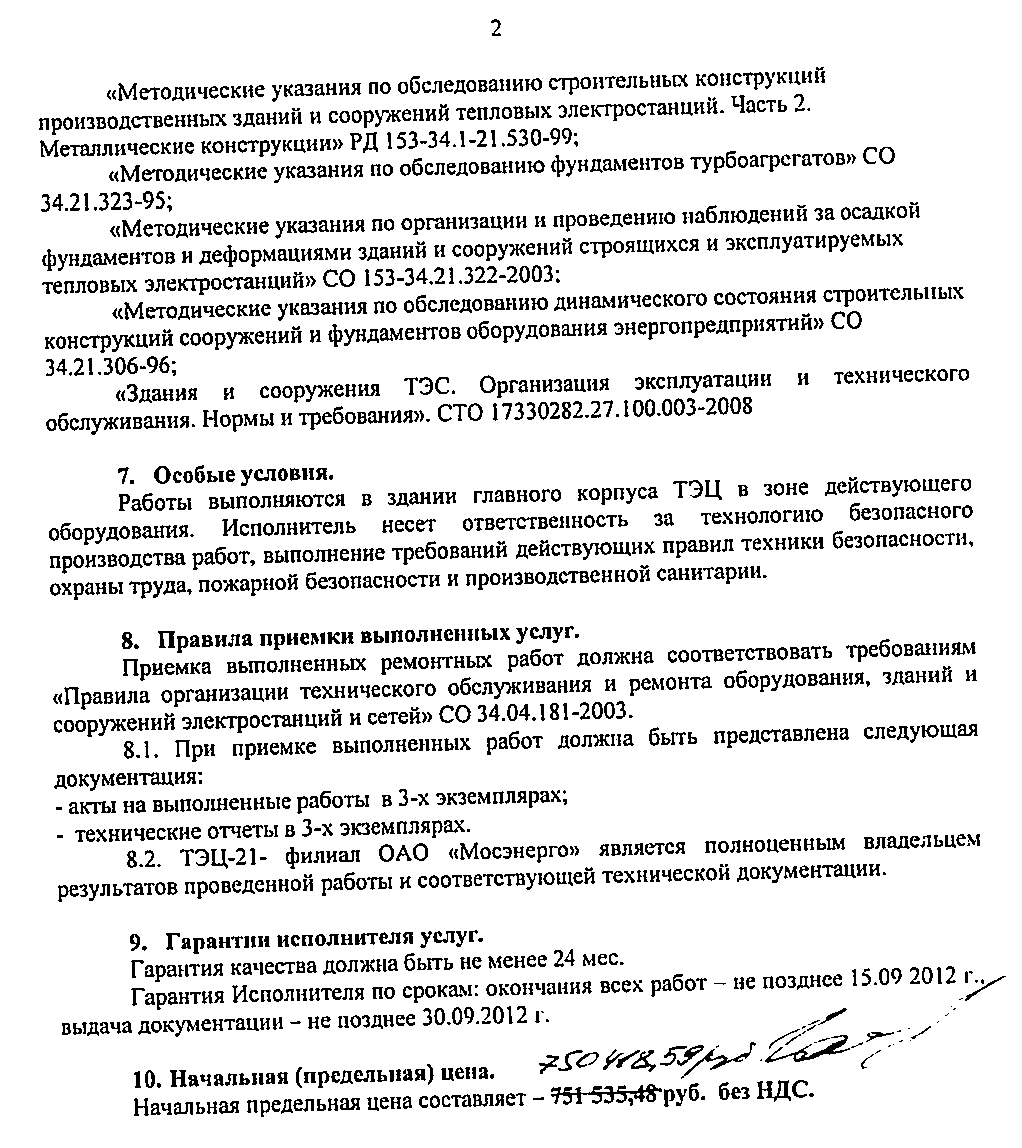 2
«Методические указания по обследованию строительных конструкций
производственных зданий и сооружений тепловых электростанций. Часть 2.
Металлические конструкции» РД 153-34.1-21.530-99;
«Методические указания по обследованию фундаментов турбоагрегатов» СО
34.21.323-95;
«Методические указания по организации и проведению наблюдений за осадкой
фундаментов и деформациями зданий и сооружений строящихся и эксплуатируемых
тепловых электростанций» СО 153-34.21.322-2003;
«Методические указания по обследованию динамического состояния строительных
конструкций сооружений и фундаментов оборудования энергопредприятий» СО
34.21.306-96;
«Здания и сооружения ТЭС. Организация эксплуатации и технического
обслуживания. Нормы и требования». СТО 17330282.27.100.003-2008
7. Особые условия.
Работы выполняются в здании главного корпуса ТЭЦ в зоне действующего
оборудования. Исполнитель несет ответственность за технологию безопасного
производства работ, выполнение требований действующих правил техники безопасности,
охраны труда, пожарной безопасности и производственной санитарии.
8. Правила приемки выполненных услуг.
Приемка выполненных ремонтных работ должна соответствовать требованиям
«Правила организации технического обслуживания и ремонта оборудования, зданий и
сооружений электростанций и сетей» СО 34.04.181-2003.
8.1. При приемке выполненных работ должна быть представлена следующая
документация:
- акты на выполненные работы в 3-х экземплярах;
- технические отчеты в 3-х экземплярах.
8.2. ТЭЦ-21- филиал ОАО «Мосэнерго» является полноценным владельцем
результатов проведенной работы и соответствующей технической документации.
9. Гарантии исполнителя услуг.
Гарантия качества должна быть не менее 24 мес.
Гарантия Исполнителя по срокам: окончания всех работ – не позднее 15.09 2012 г.,
выдача документации – не позднее 30.09.2012 г.
руб
10. Начальная (предельная) цена.
Начальная предельная цена составляет – 751 535,48 руб. без НДС.